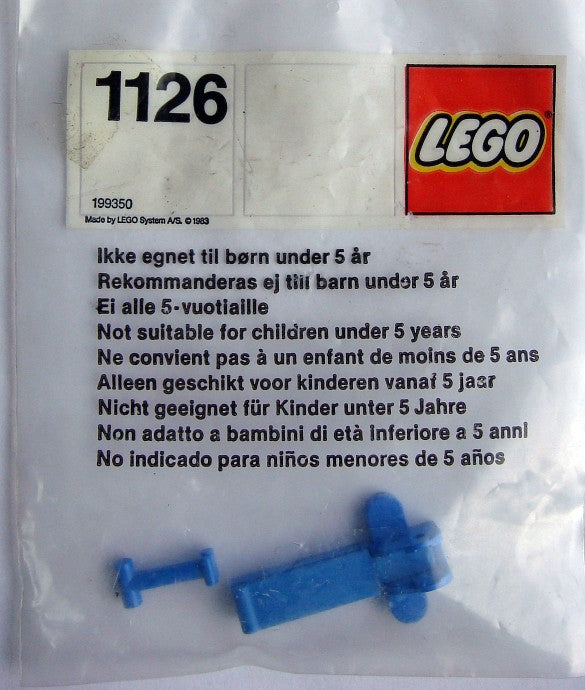 1126
LEGO®
199350
Made by LEGO System A/S. © 1983
Ikke egnet til børn under 5 år
Rekommanderas ej till barn under 5 år
Ei alle 5-vuotiaille
Not suitable for children under 5 years
Ne convient pas à un enfant de moins de 5 ans
Alleen geschikt voor kinderen vanaf 5 jaar
Nicht geeignet für Kinder unter 5 Jahre
Non adatto a bambini di età inferiore a 5 anni
No indicado para niños menores de 5 años